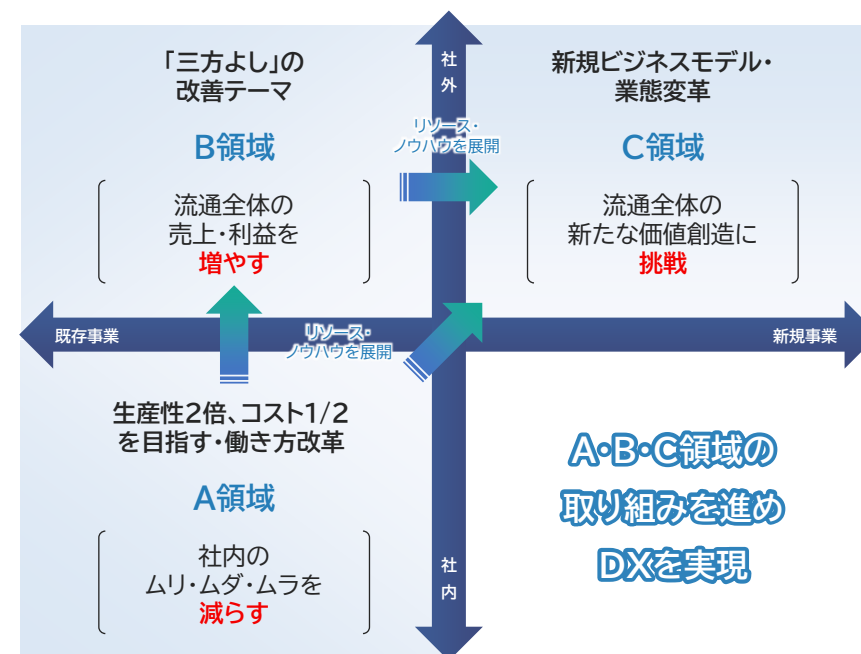 「三方よし」の
改善テーマ
B領域
流通全体の
売上・利益を
増やす
社外
リソース・
ノウハウを展開
新規ビジネスモデル・
業態変革
C領域
流通全体の
新たな価値創造に
挑戦
既存事業
リソース・
ノウハウを展開
新規事業
生産性2倍、コスト1/2
を目指す・働き方改革
A領域
社内の
ムリ・ムダ・ムラを
減らす
社内
A・B・C領域の
取り組みを進め
DXを実現